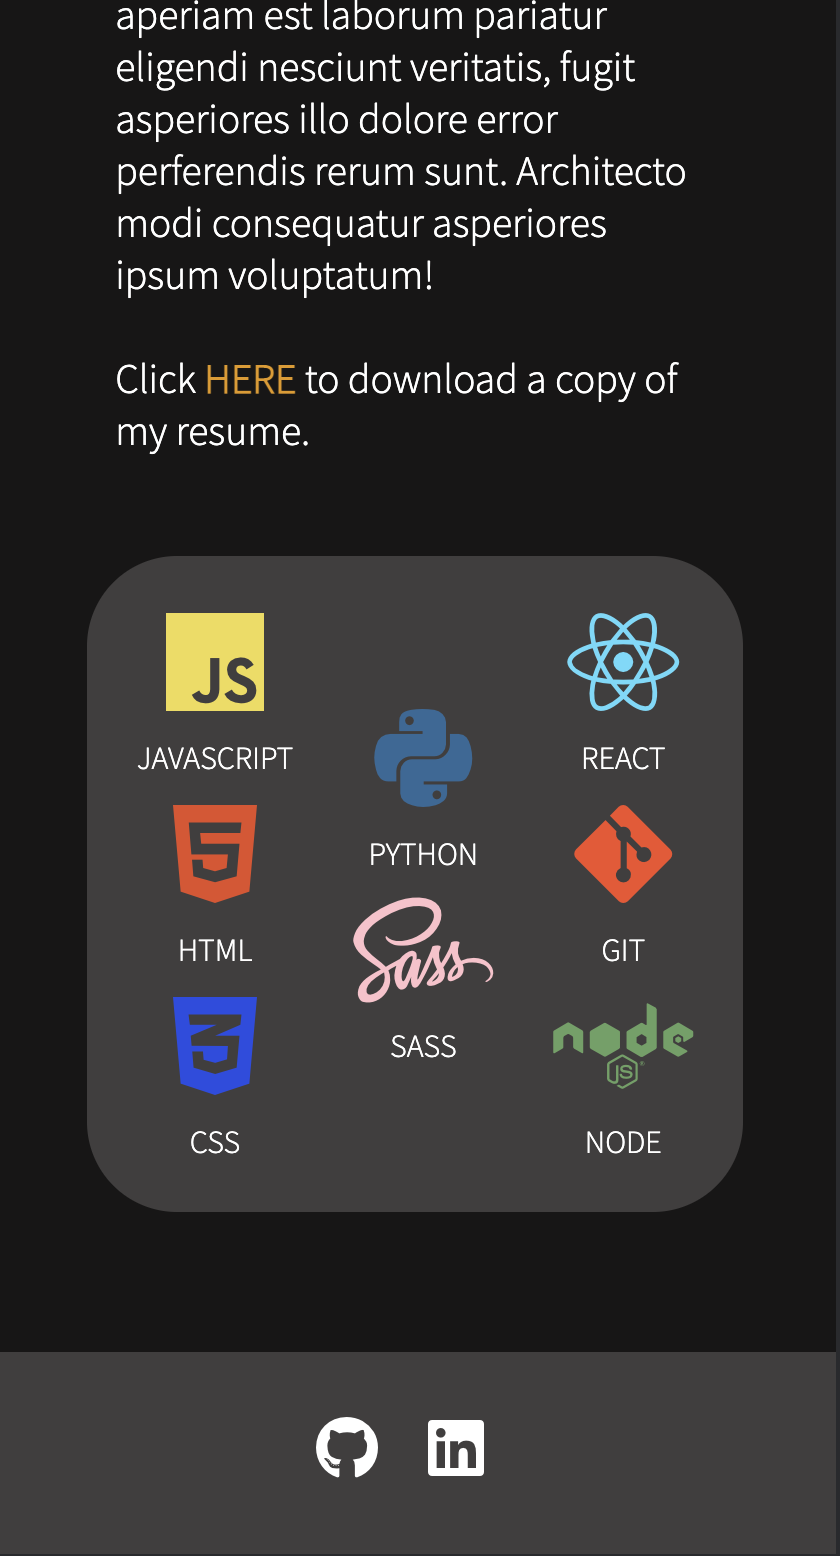 aperiam est laborum pariatur
eligendi nesciunt veritatis, fugit
asperiores illo dolore error
perferendis rerum sunt. Architecto
modi consequatur asperiores
ipsum voluptatum!
Click HERE to download a copy of
my resume.
JS
JAVASCRIPT
REACT
PYTHON
5
HTML
GIT
Sass
SASS
3
CSS
node
JS
NODE
in